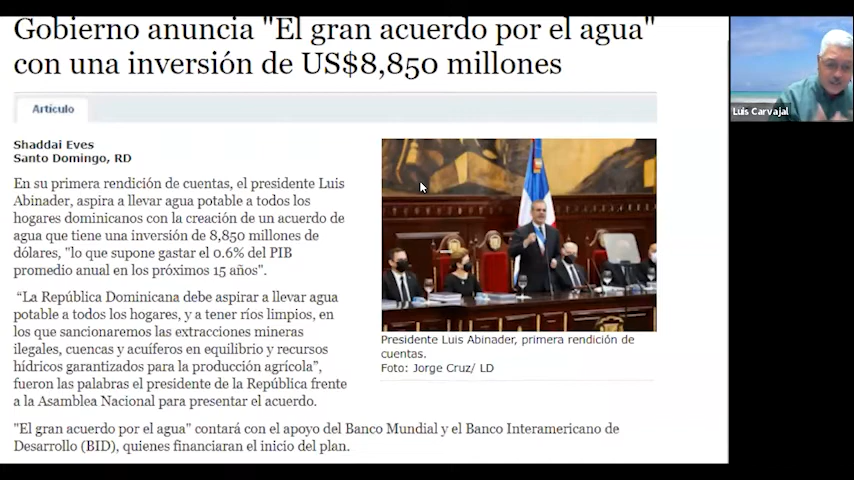 Gobierno anuncia "El gran acuerdo por el agua"
con una inversión de US$8,850 millones
Artículo
Shaddai Eves
Santo Domingo, RD
En su primera rendición de cuentas, el presidente Luis
Abinader, aspira a llevar agua potable a todos los
hogares dominicanos con la creación de un acuerdo de
agua que tiene una inversión de 8,850 millones de
dólares, "lo que supone gastar el 0.6% del PIB
promedio anual en los próximos 15 años".
“La República Dominicana debe aspirar a llevar agua
potable a todos los hogares, y a tener ríos limpios, en
los que sancionaremos las extracciones mineras
ilegales, cuencas y acuíferos en equilibrio y recursos
hídricos garantizados para la producción agrícola”,
fueron las palabras el presidente de la República frente
a la Asamblea Nacional para presentar el acuerdo.
Presidente Luis Abinader, primera rendición de
cuentas.
Foto: Jorge Cruz/ LD
"El gran acuerdo por el agua" contará con el apoyo del Banco Mundial y el Banco Interamericano de
Desarrollo (BID), quienes financiaran el inicio del plan.
Luis Carvajal